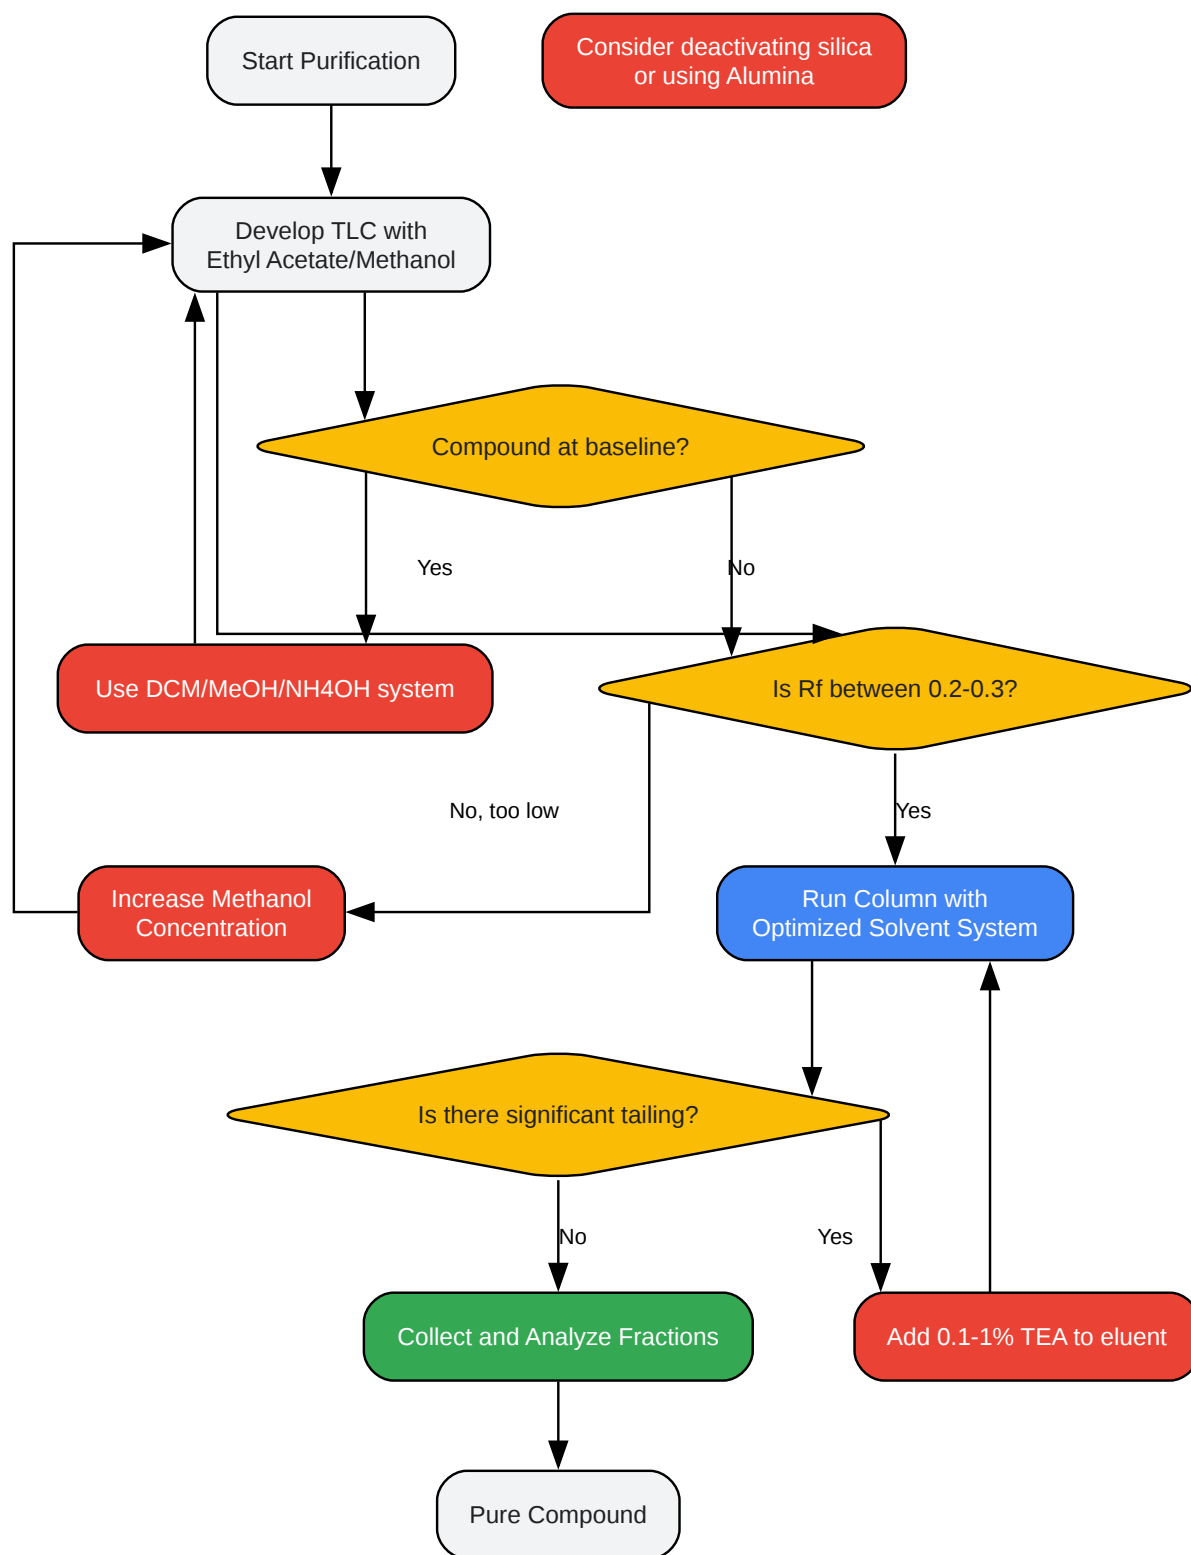 Start Purification
Consider deactivating silica
or using Alumina
Develop TLC with
Ethyl Acetate/Methanol
Compound at baseline?
Yes
No
Use DCM/MeOH/NH4OH system
Is Rf between 0.2-0.3?
No, too low
Yes
Increase Methanol
Concentration
Run Column with
Optimized Solvent System
Is there significant tailing?
No
Yes
Collect and Analyze Fractions
Add 0.1-1% TEA to eluent
Pure Compound